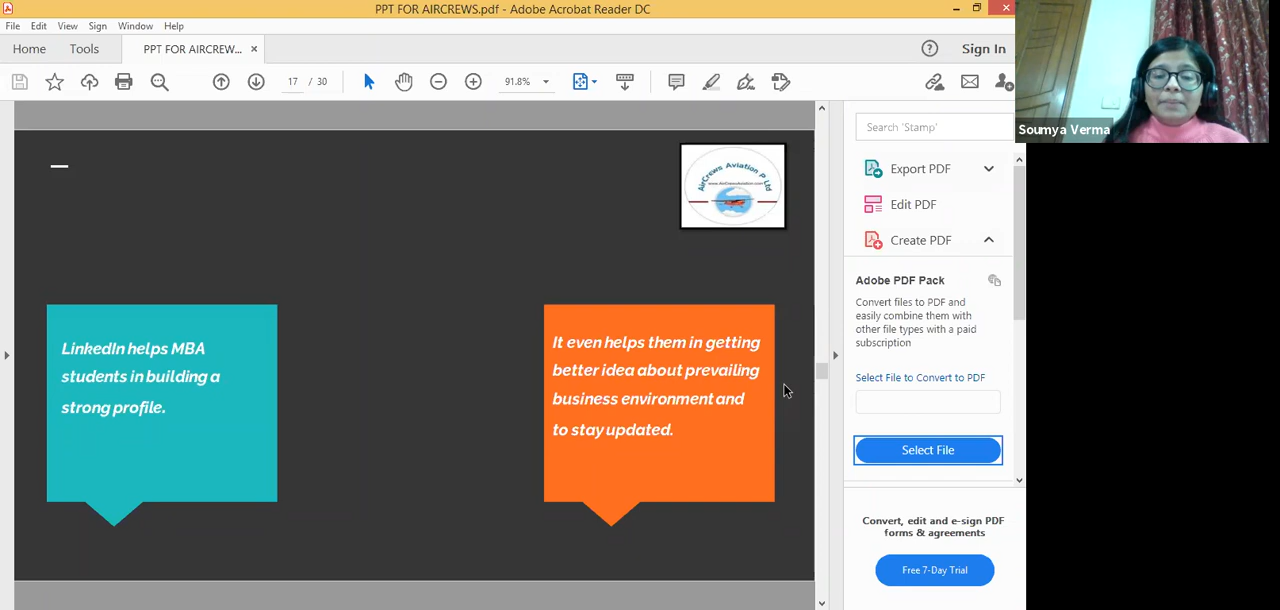 PPT FOR AIRCREWS.pdf - Adobe Acrobat Reader DC
File Edit View Sign Window Help
Home Tools PPT FOR AIRCREW... × Sign In
17 / 30 91.8%
Soumya Verma
Search 'Stamp'
Export PDF
Edit PDF
Create PDF
Adobe PDF Pack
Convert files to PDF and
easily combine them with
other file types with a paid
subscription
Select File to Convert to PDF
Select File
Convert, edit and e-sign PDF
forms & agreements
Free 7-Day Trial
AirCrews Aviation P Ltd
www.AirCrewsAviation.com
LinkedIn helps MBA
students in building a
strong profile.
It even helps them in getting
better idea about prevailing
business environment and
to stay updated.